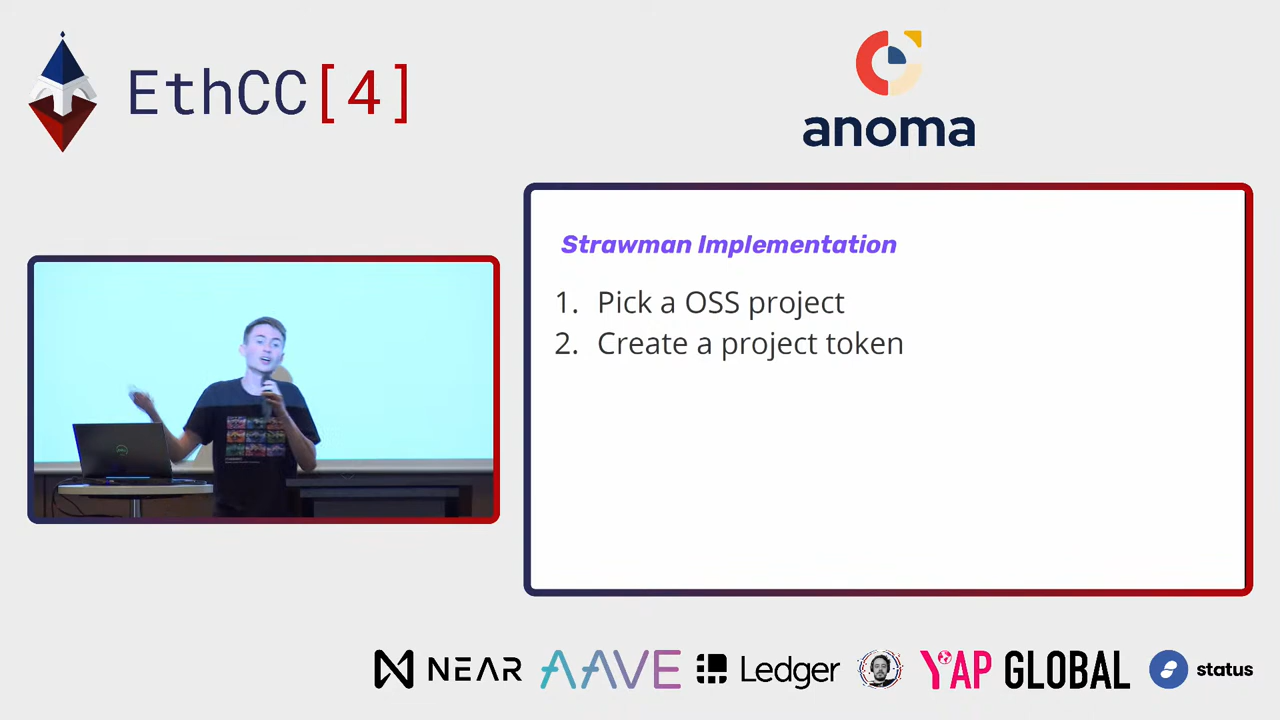 EthCC[4]
anoma
Strawman Implementation
1. Pick a OSS project
2. Create a project token
NEAR
AAVE
Ledger
YAP GLOBAL
status